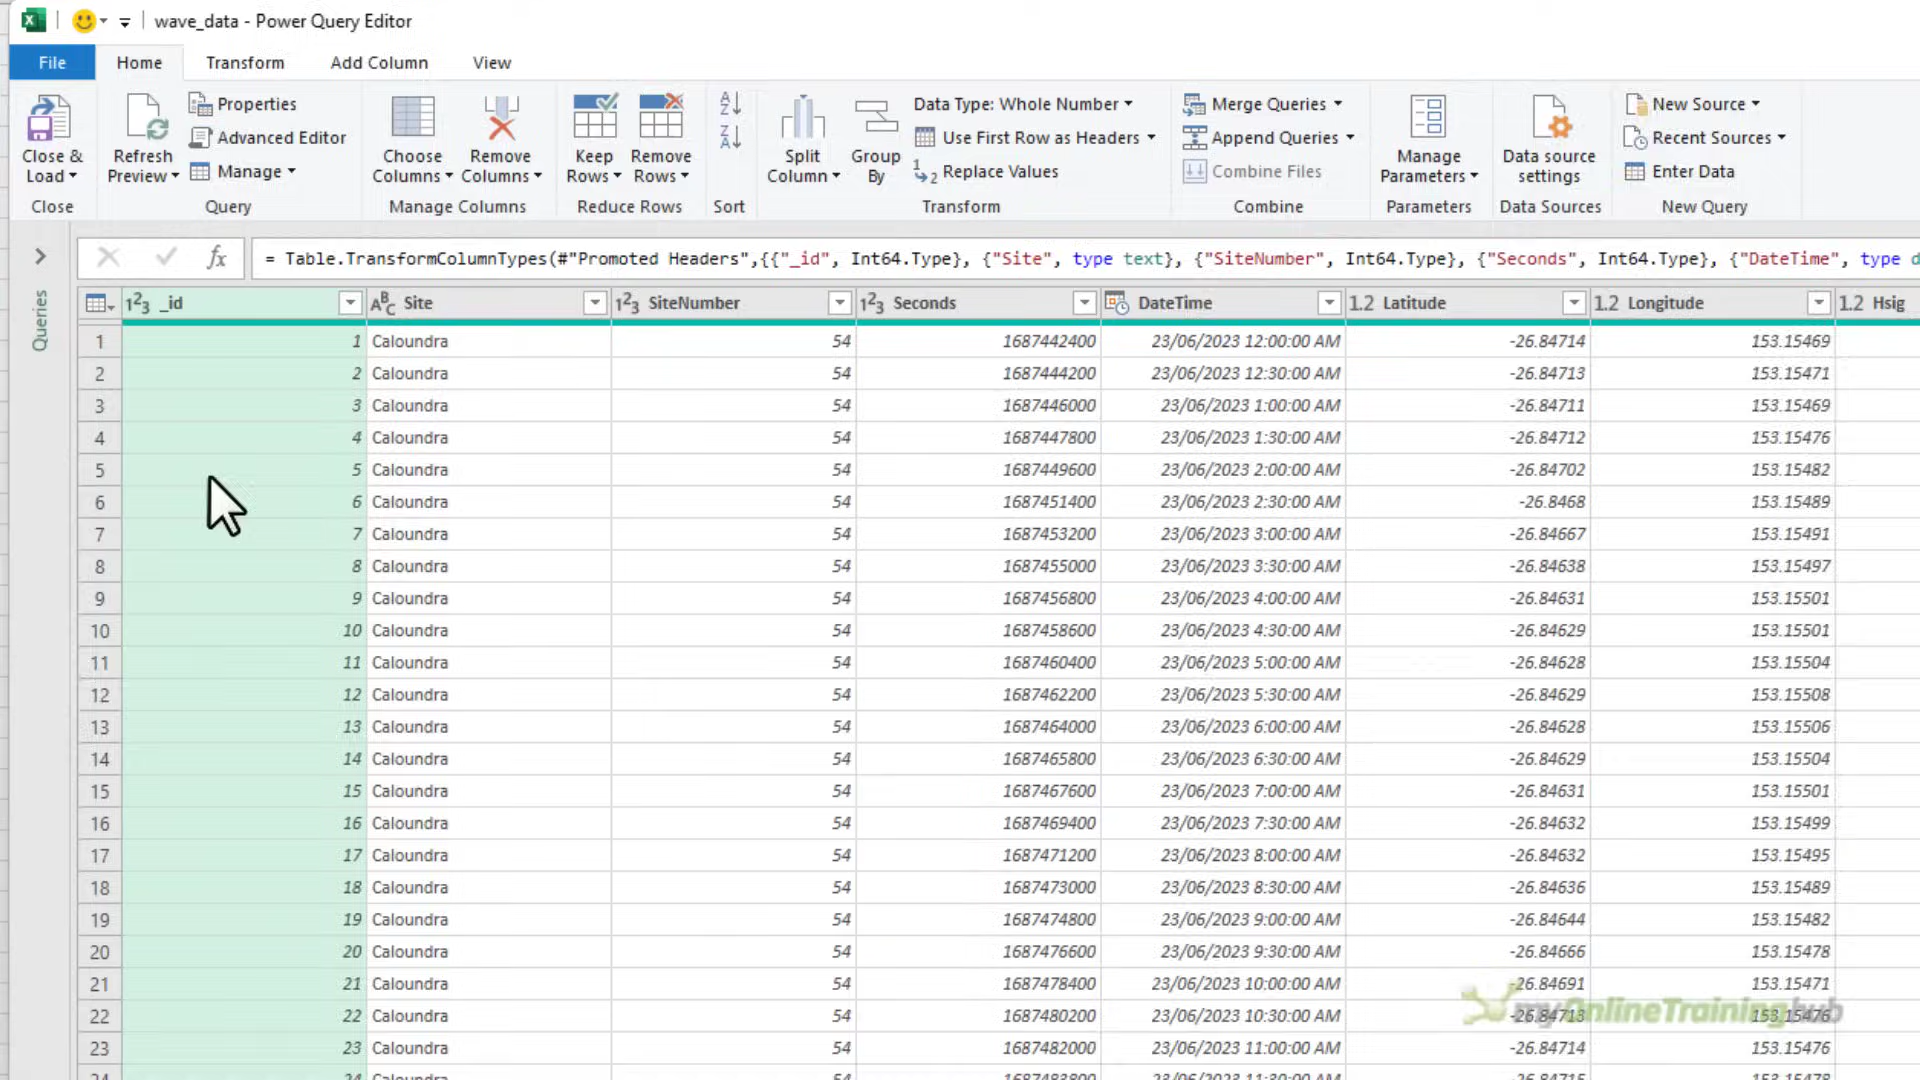 wave_data - Power Query Editor
File Home Transform Add Column View
Close & Load
Close
Refresh Preview
Properties
Advanced Editor
Manage
Query
Choose Columns
Remove Columns
Manage Columns
Keep Rows
Remove Rows
Reduce Rows
Sort
Split Column
Group By
Data Type: Whole Number
Use First Row as Headers
Replace Values
Transform
Merge Queries
Append Queries
Combine Files
Combine
Manage Parameters
Parameters
Data source settings
Data Sources
New Source
Recent Sources
Enter Data
New Query
fx = Table.TransformColumnTypes(#"Promoted Headers",{{"_id", Int64.Type}, {"Site", type text}, {"SiteNumber", Int64.Type}, {"Seconds", Int64.Type}, {"DateTime", type d
Queries
_id Site SiteNumber Seconds DateTime Latitude Longitude Hsig
1 1 Caloundra 54 1687442400 23/06/2023 12:00:00 AM -26.84714 153.15469
2 2 Caloundra 54 1687444200 23/06/2023 12:30:00 AM -26.84713 153.15471
3 3 Caloundra 54 1687446000 23/06/2023 1:00:00 AM -26.84711 153.15469
4 4 Caloundra 54 1687447800 23/06/2023 1:30:00 AM -26.84712 153.15476
5 5 Caloundra 54 1687449600 23/06/2023 2:00:00 AM -26.84702 153.15482
6 6 Caloundra 54 1687451400 23/06/2023 2:30:00 AM -26.8468 153.15489
7 7 Caloundra 54 1687453200 23/06/2023 3:00:00 AM -26.84667 153.15491
8 8 Caloundra 54 1687455000 23/06/2023 3:30:00 AM -26.84638 153.15497
9 9 Caloundra 54 1687456800 23/06/2023 4:00:00 AM -26.84631 153.15501
10 10 Caloundra 54 1687458600 23/06/2023 4:30:00 AM -26.84629 153.15501
11 11 Caloundra 54 1687460400 23/06/2023 5:00:00 AM -26.84628 153.15504
12 12 Caloundra 54 1687462200 23/06/2023 5:30:00 AM -26.84629 153.15508
13 13 Caloundra 54 1687464000 23/06/2023 6:00:00 AM -26.84628 153.15506
14 14 Caloundra 54 1687465800 23/06/2023 6:30:00 AM -26.84629 153.15504
15 15 Caloundra 54 1687467600 23/06/2023 7:00:00 AM -26.84631 153.15501
16 16 Caloundra 54 1687469400 23/06/2023 7:30:00 AM -26.84632 153.15499
17 17 Caloundra 54 1687471200 23/06/2023 8:00:00 AM -26.84632 153.15495
18 18 Caloundra 54 1687473000 23/06/2023 8:30:00 AM -26.84636 153.15489
19 19 Caloundra 54 1687474800 23/06/2023 9:00:00 AM -26.84644 153.15482
20 20 Caloundra 54 1687476600 23/06/2023 9:30:00 AM -26.84666 153.15478
21 21 Caloundra 54 1687478400 23/06/2023 10:00:00 AM -26.84691 153.15471
22 22 Caloundra 54 1687480200 23/06/2023 10:30:00 AM -26.84713 153.15476
myOnlineTraininghub
23 23 Caloundra 54 1687482000 23/06/2023 11:00:00 AM -26.84714 153.15476